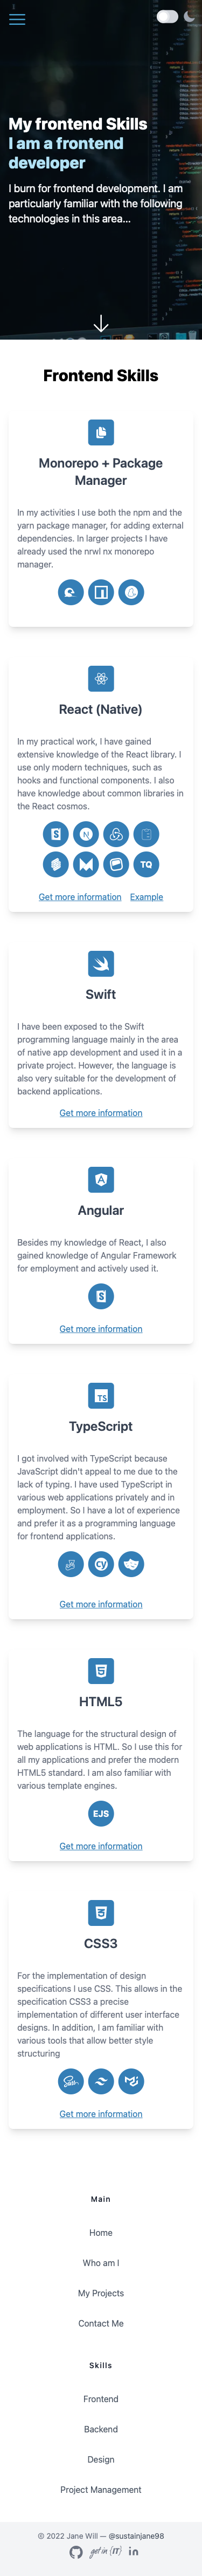 My frontend Skills
I am a frontend
developer
I burn for frontend development. I am
particularly familiar with the following
technologies in this area...
Frontend Skills
Monorepo + Package
Manager
In my activities I use both the npm and the
yarn package manager, for adding external
dependencies. In larger projects I have
already used the nrwl nx monorepo
manager.
React (Native)
In my practical work, I have gained
extensive knowledge of the React library. I
use only modern techniques, such as
hooks and functional components. I also
have knowledge about common libraries in
the React cosmos.
TQ
Get more information Example
Swift
I have been exposed to the Swift
programming language mainly in the area
of native app development and used it in a
private project. However, the language is
also very suitable for the development of
backend applications.
Get more information
Angular
Besides my knowledge of React, I also
gained knowledge of Angular Framework
for employment and actively used it.
Get more information
TS
TypeScript
I got involved with TypeScript because
JavaScript didn't appeal to me due to the
lack of typing. I have used TypeScript in
various web applications privately and in
employment. So I have a lot of experience
and prefer it as a programming language
for frontend applications.
cy
Get more information
HTML5
The language for the structural design of
web applications is HTML. So I use this for
all my applications and prefer the modern
HTML5 standard. I am also familiar with
various template engines.
EJS
Get more information
CSS3
For the implementation of design
specifications I use CSS. This allows in the
specification CSS3 a precise
implementation of different user interface
designs. In addition, I am familiar with
various tools that allow better style
structuring
Sass
Get more information
Main
Home
Who am I
My Projects
Contact Me
Skills
Frontend
Backend
Design
Project Management
© 2022 Jane Will — @sustainjane98
get in (IT) in